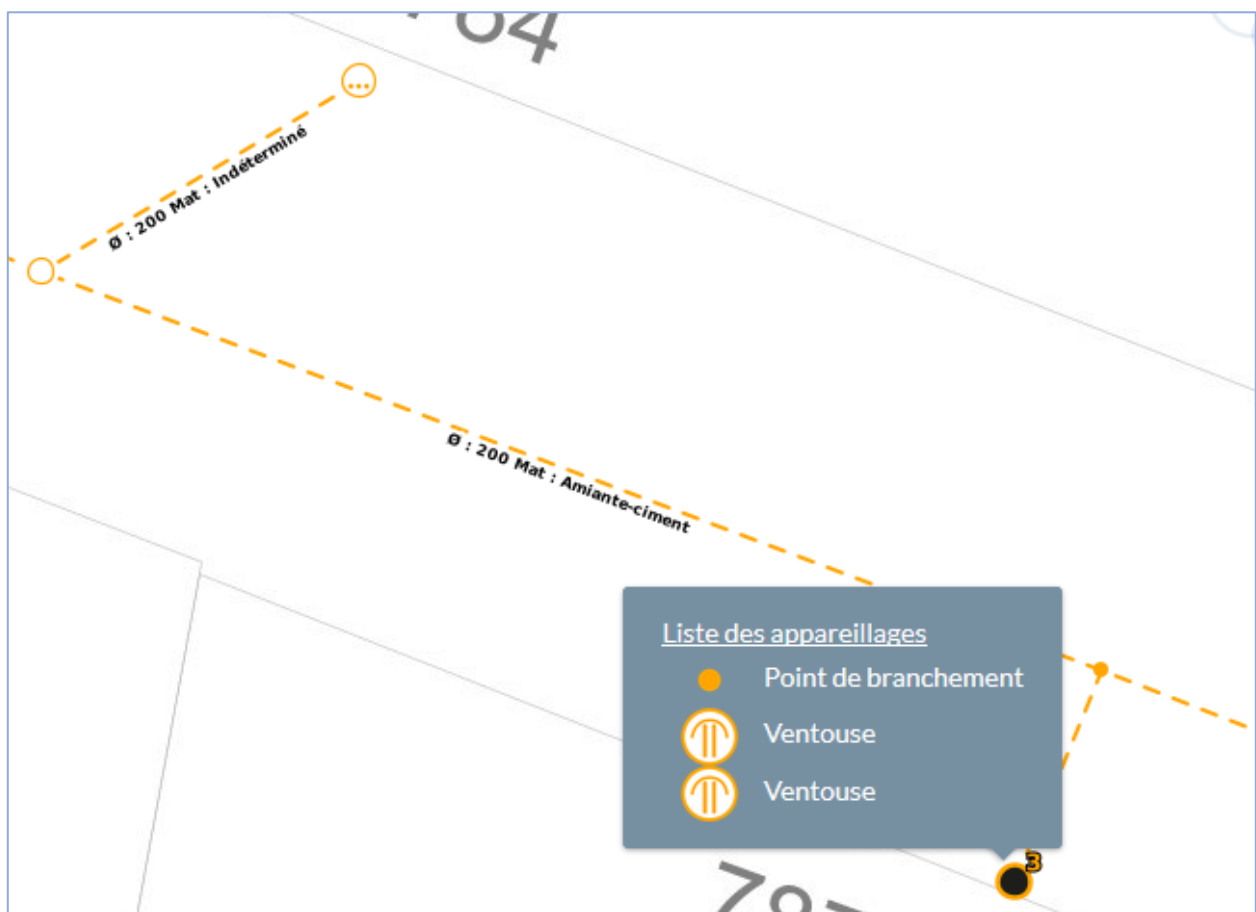 Ø : 200 Mat : Indéterminé
Ø : 200 Mat : Amiante-ciment
Liste des appareillages
Point de branchement
Ventouse
Ventouse
3